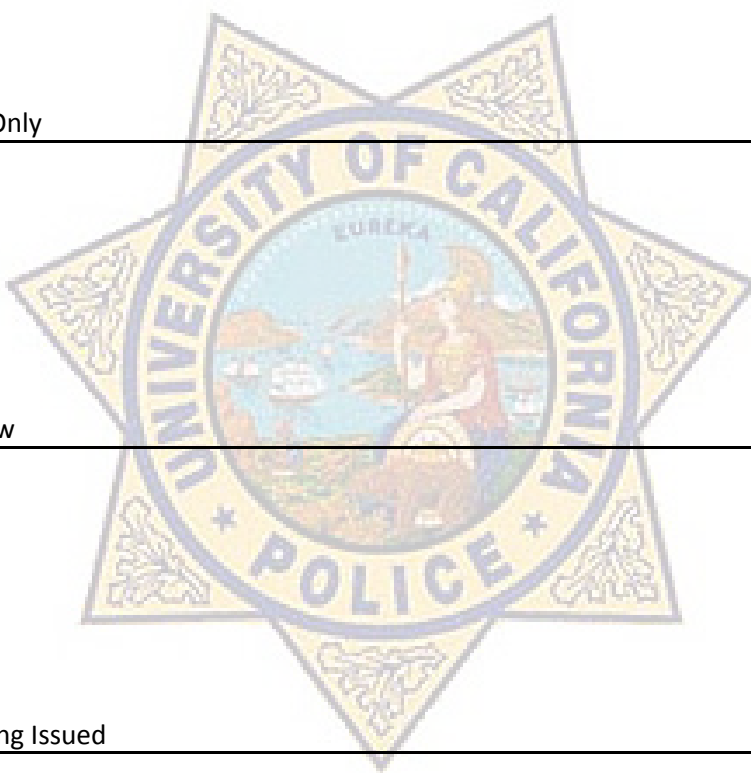 Only
UNIVERSITY OF CALIFORNIA
EUREKA
w
POLICE
ng Issued